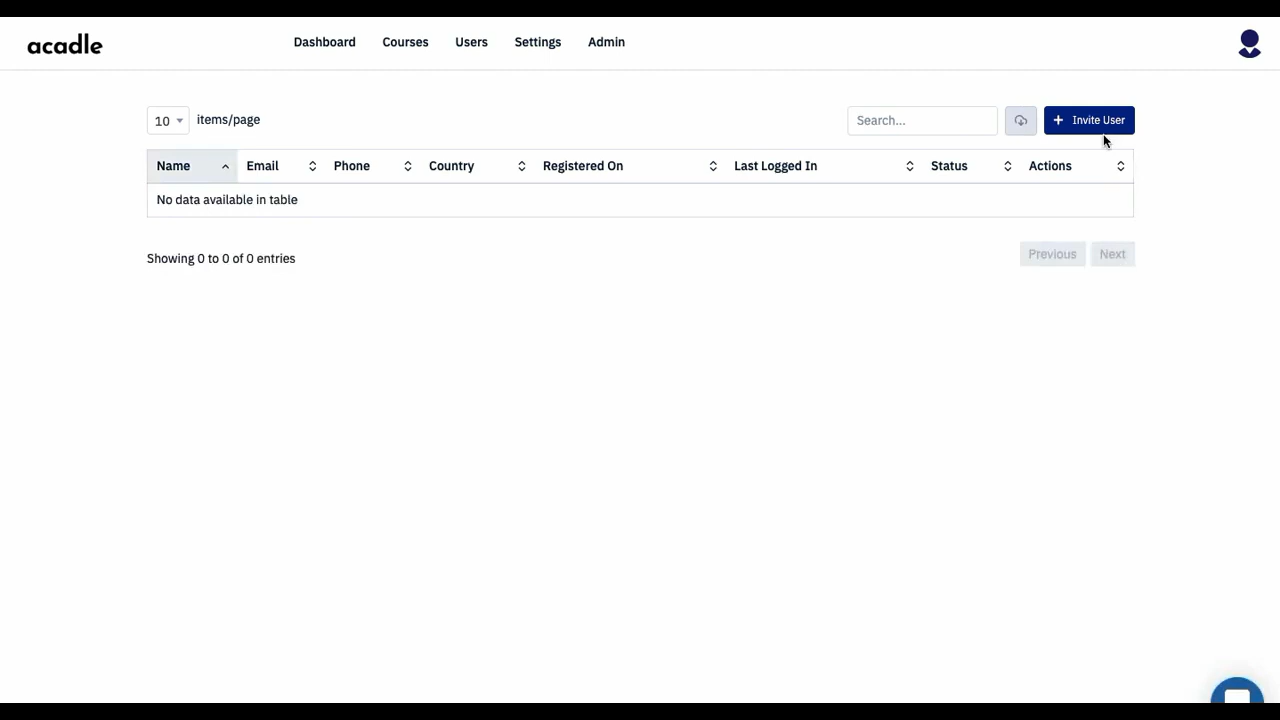 acadle
Dashboard Courses Users Settings Admin
10 items/page Search... + Invite User
Name Email Phone Country Registered On Last Logged In Status Actions
No data available in table
Showing 0 to 0 of 0 entries
Previous Next